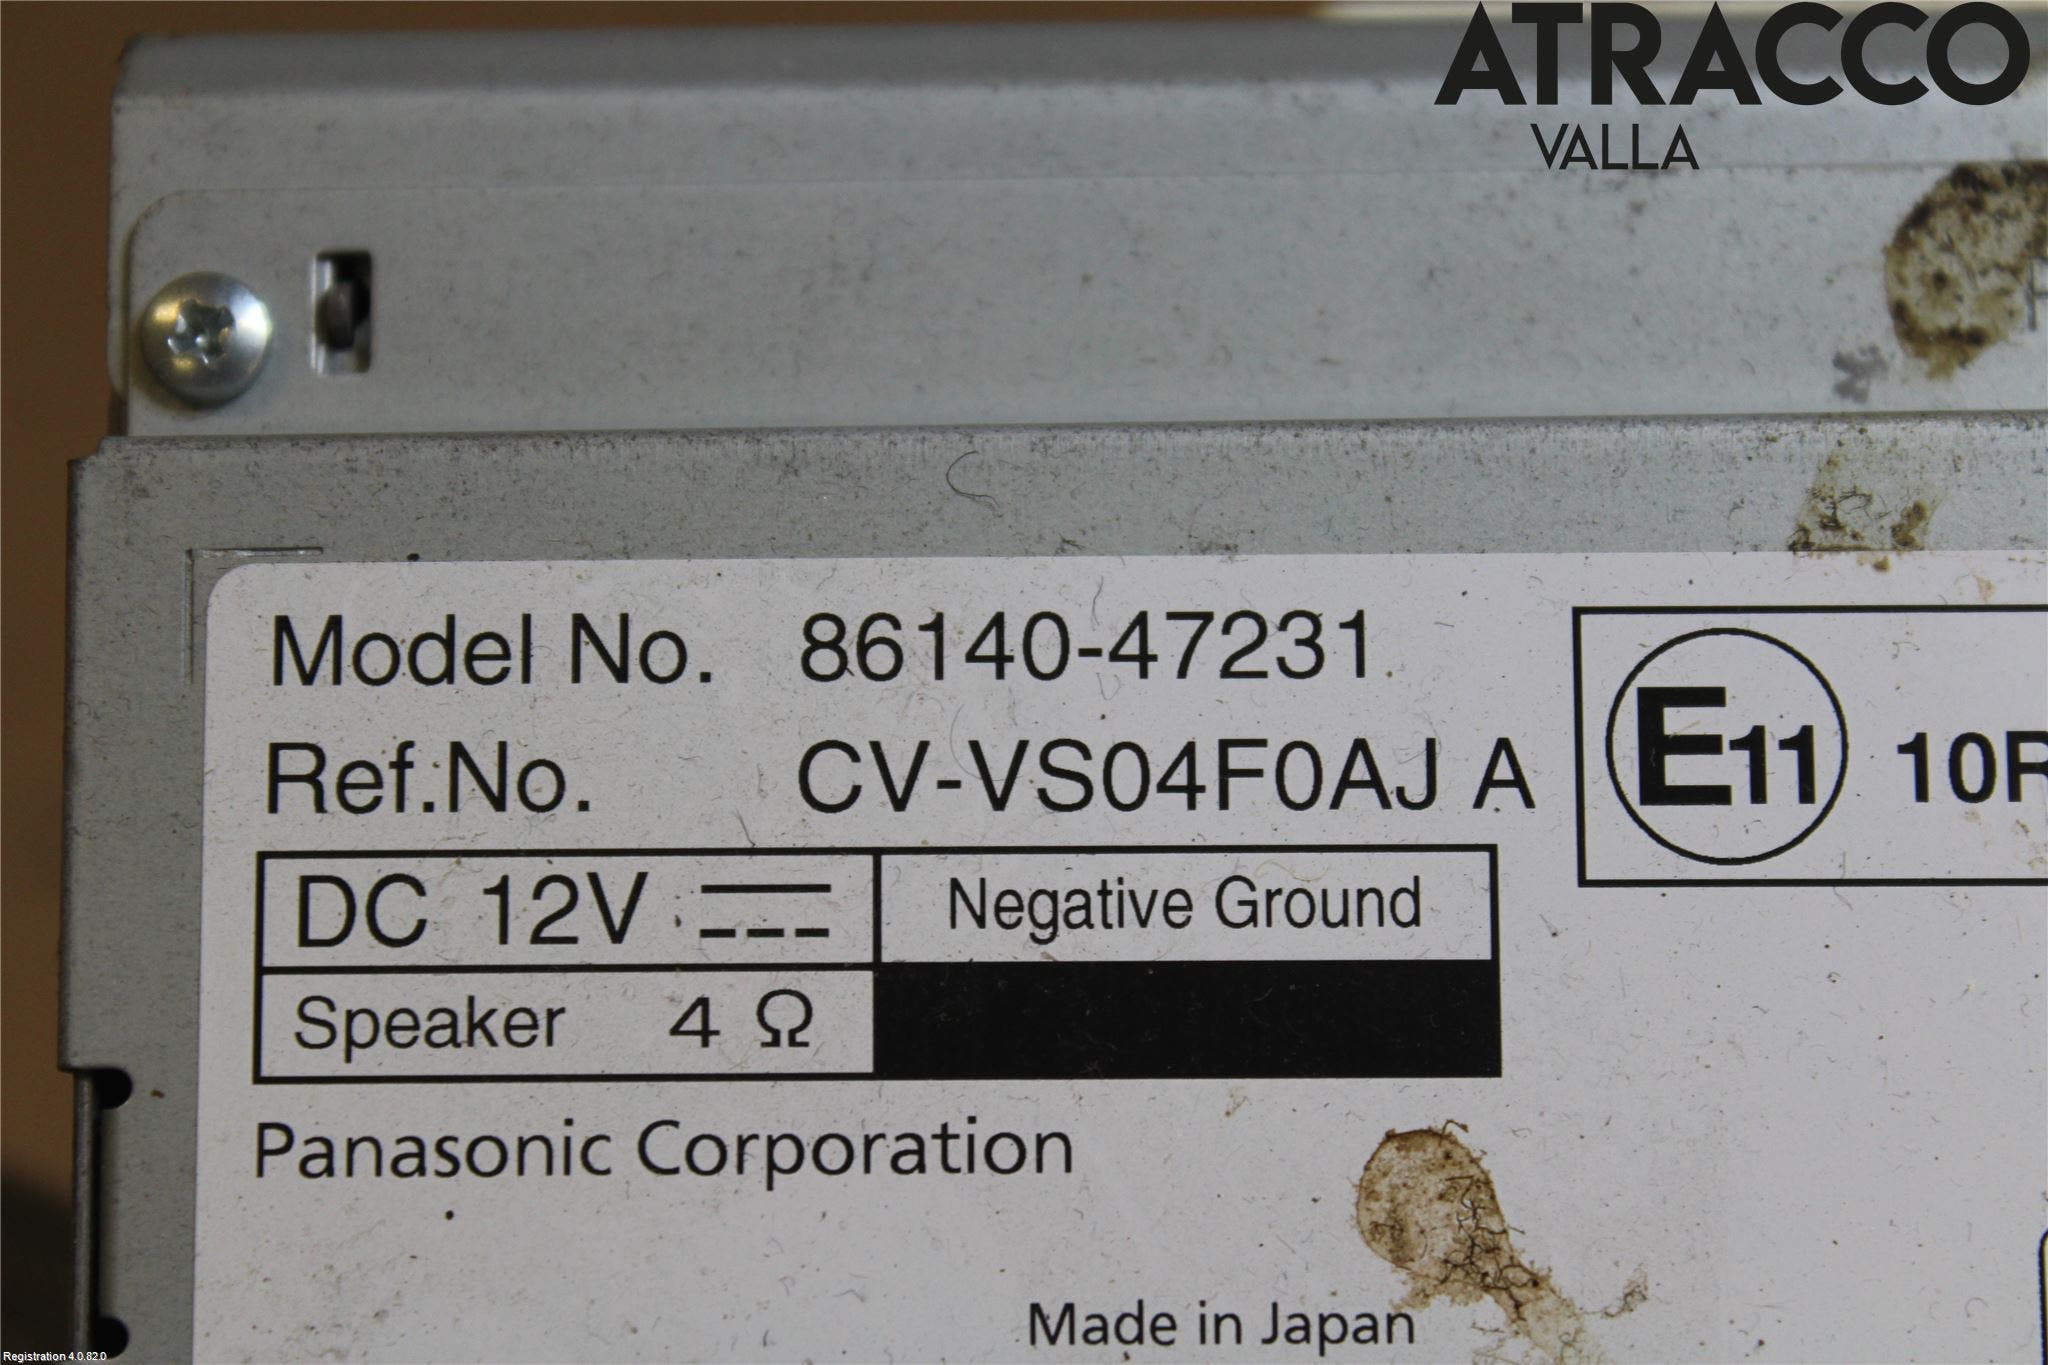 ATRACCO
VALLA
Model No. 86140-47231
Ref.No. CV-VS04F0AJ A
E11 10R
DC 12V
Negative Ground
Speaker 4 Ω
Panasonic Corporation
Made in Japan
Registration 4.0.82.0